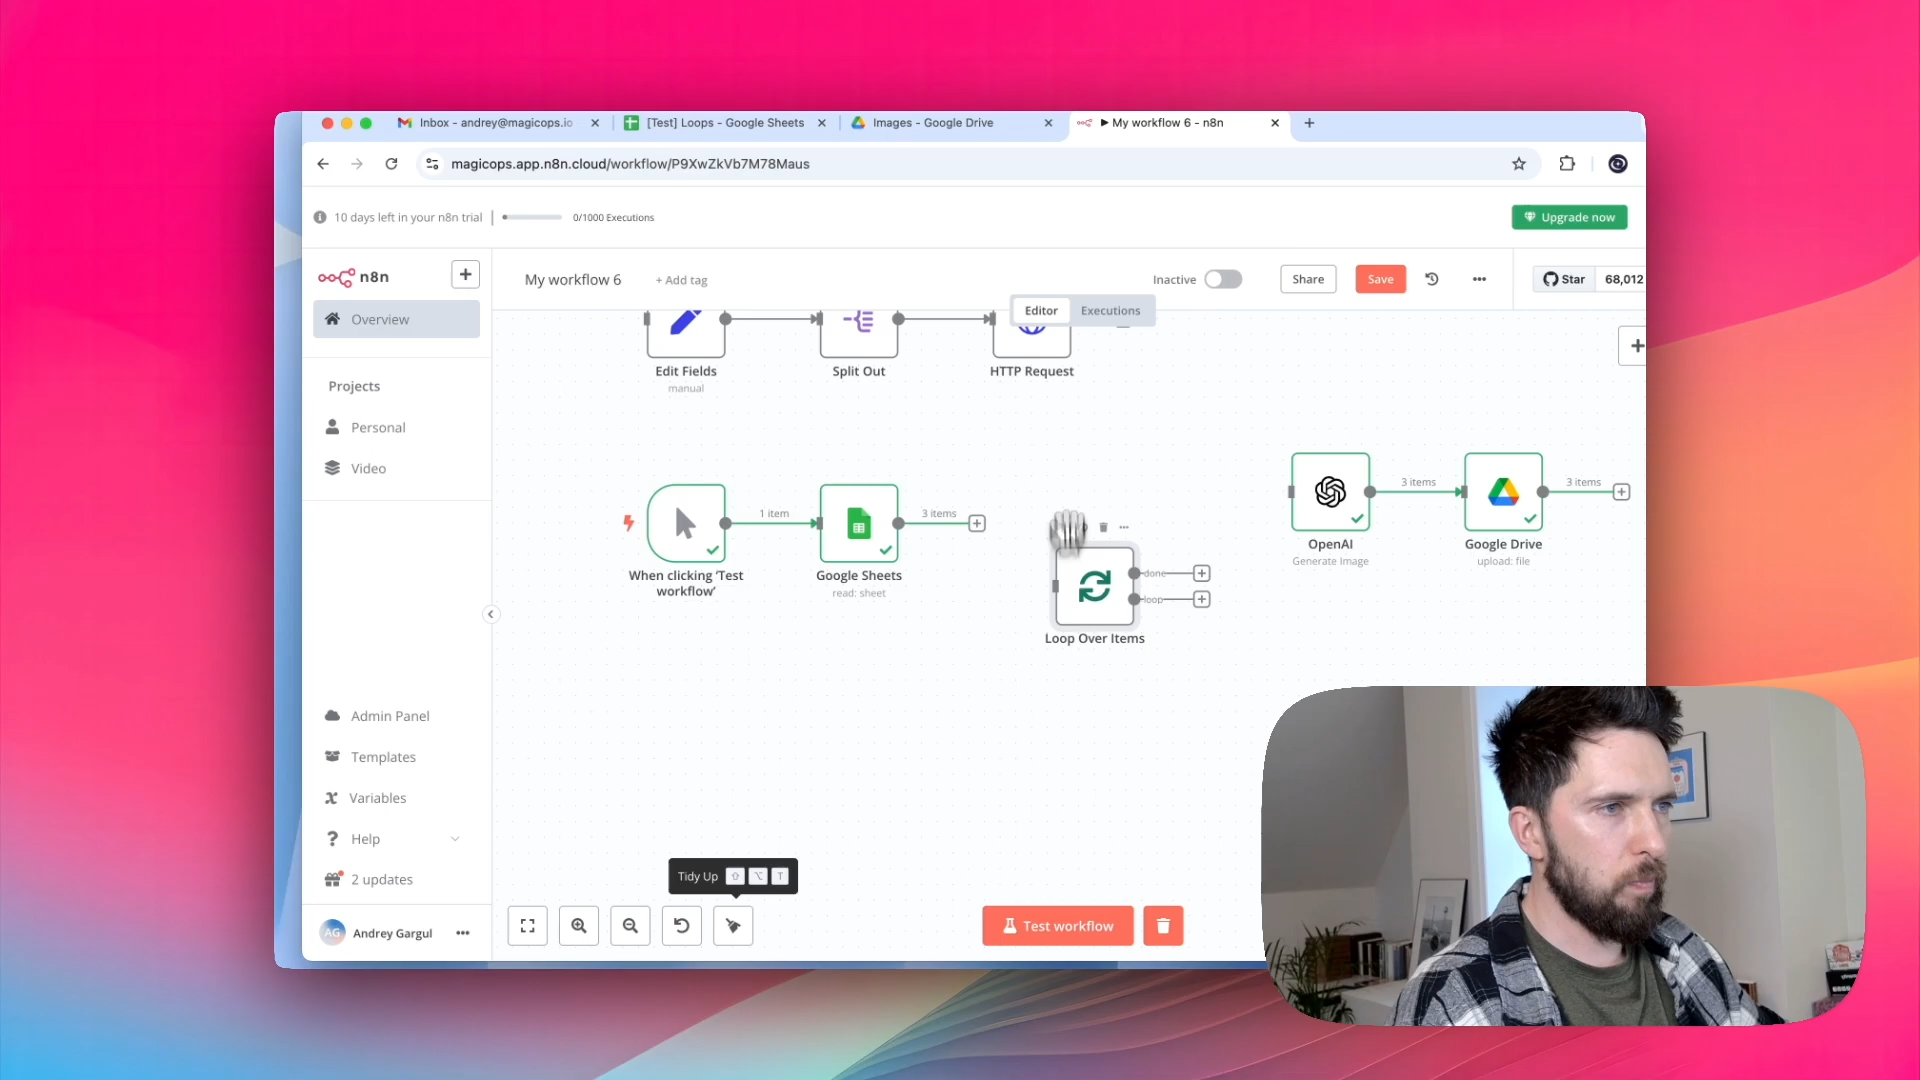 Inbox - andrey@magicops.io
[Test] Loops - Google Sheets
Images - Google Drive
My workflow 6 - n8n
magicops.app.n8n.cloud/workflow/P9XwZkVb7M78Maus
10 days left in your n8n trial
0/1000 Executions
Upgrade now
n8n
My workflow 6
+ Add tag
Inactive
Share
Save
Star
68,012
Editor
Executions
Overview
Projects
Personal
Video
Admin Panel
Templates
Variables
Help
2 updates
AG
Andrey Gargul
Edit Fields
manual
Split Out
HTTP Request
1 item
3 items
When clicking ‘Test
workflow’
Google Sheets
read: sheet
done
loop
Loop Over Items
3 items
3 items
OpenAI
Generate Image
Google Drive
upload: file
Tidy Up ⇧ ⌥ T
Test workflow